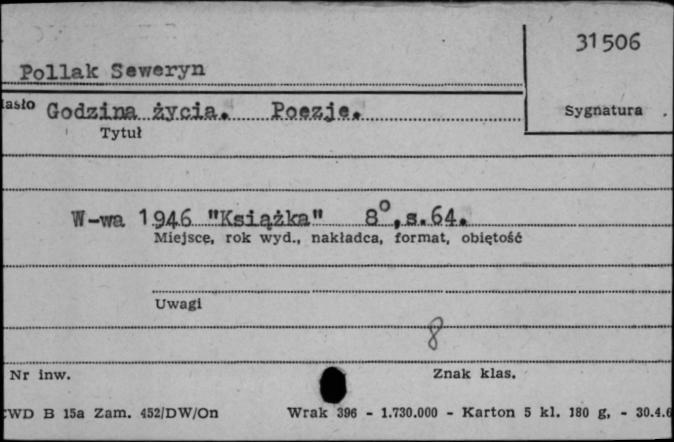 31506
Pollak Seweryn
Sygnatura
Godzina życia. Poezje.
Tytuł
W-wa 1946 "Książka" 8°, s.64.
Miejsce, rok wyd., nakładca, format, objętość
Uwagi
8
Nr inw.
Znak klas.
CWD B 15a Zam. 452/DW/On Wrak 396 - 1.730.000 - Karton 5 kl. 180 g, - 30.4.6